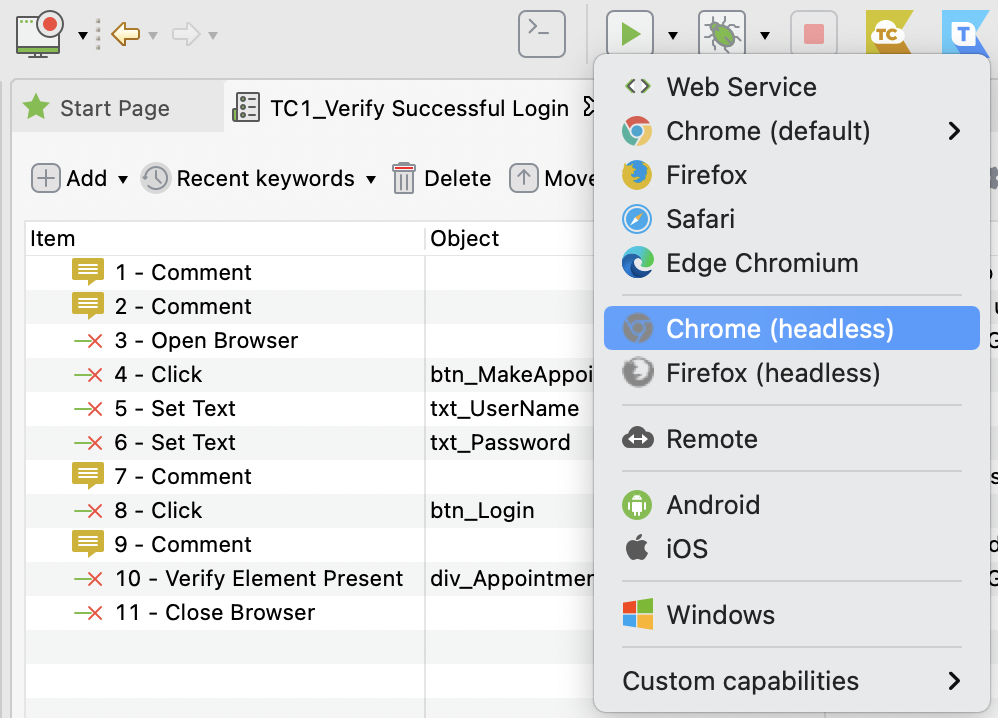 TC
T
Start Page
TC1_Verify Successful Login
Add
Recent keywords
Delete
Move
Item
Object
1 - Comment
2 - Comment
3 - Open Browser
4 - Click
btn_MakeAppoi
5 - Set Text
txt_UserName
6 - Set Text
txt_Password
7 - Comment
8 - Click
btn_Login
9 - Comment
10 - Verify Element Present
div_Appointmen
11 - Close Browser
Web Service
Chrome (default)
Firefox
Safari
Edge Chromium
Chrome (headless)
Firefox (headless)
Remote
Android
iOS
Windows
Custom capabilities